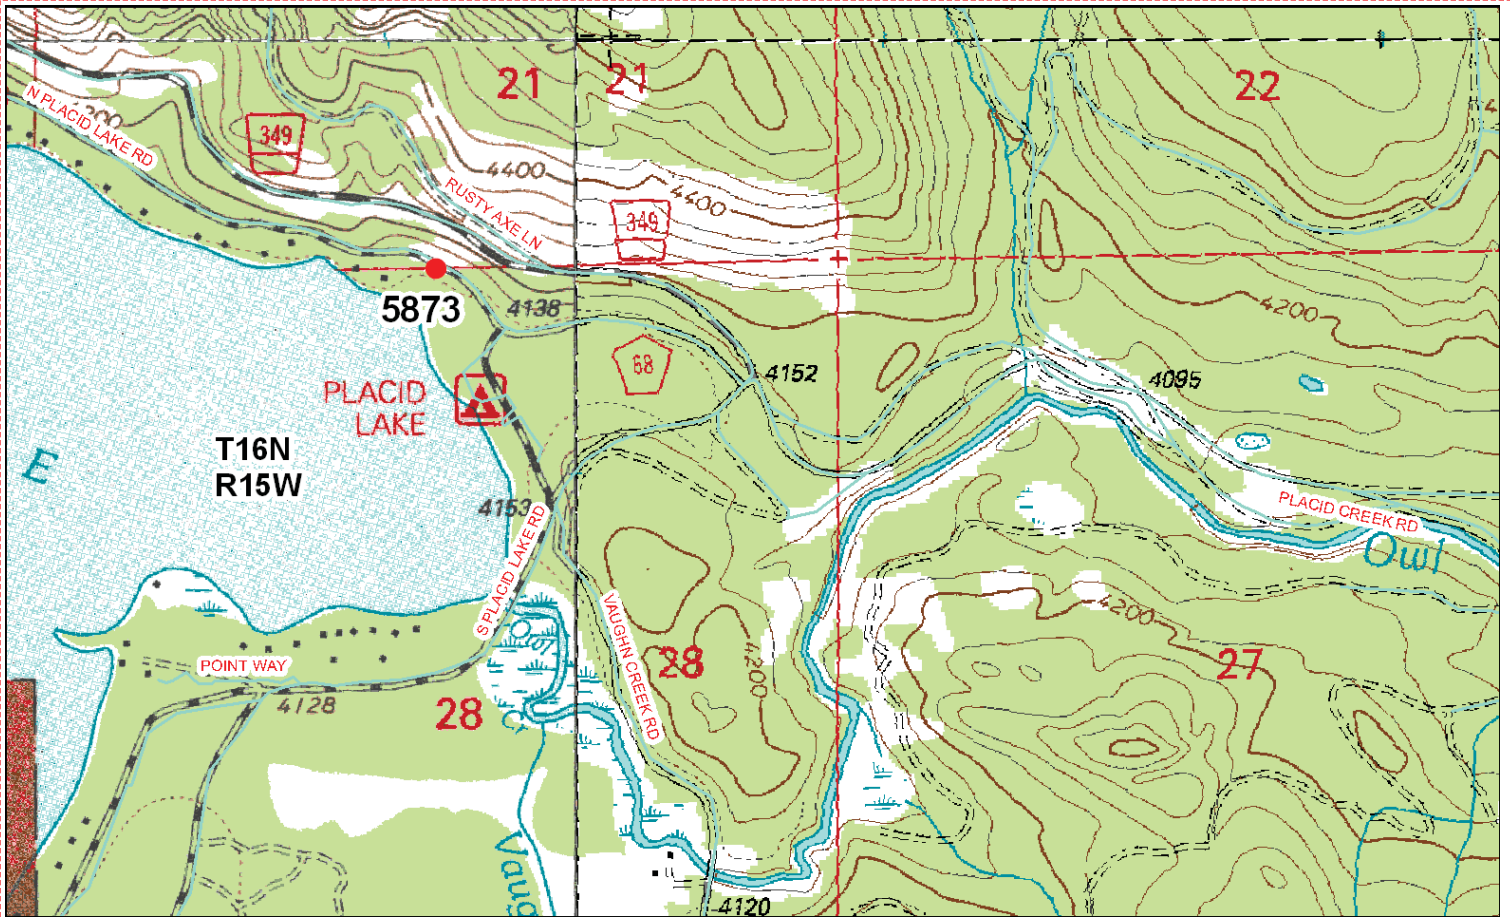 21
21
22
N PLACID LAKE RD
349
4400
RUSTY AXE LN
4400
349
5873
4138
4200
68
4152
4095
PLACID
LAKE
T16N
R15W
E
4153
S PLACID LAKE RD
PLACID CREEK RD
Owl
VAUGHN CREEK RD
4200
POINT WAY
28
4200
27
4128
28
Vaug
4120